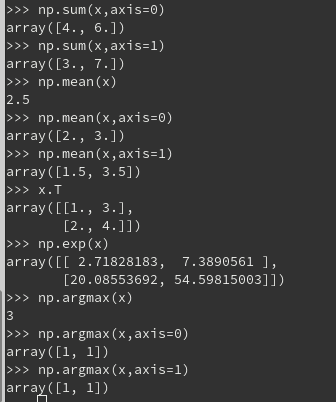 >>> np.sum(x,axis=0)
array([4., 6.])
>>> np.sum(x,axis=1)
array([3., 7.])
>>> np.mean(x)
2.5
>>> np.mean(x,axis=0)
array([2., 3.])
>>> np.mean(x,axis=1)
array([1.5, 3.5])
>>> x.T
array([[1., 3.],
       [2., 4.]])
>>> np.exp(x)
array([[ 2.71828183,  7.3890561 ],
       [20.08553692, 54.59815003]])
>>> np.argmax(x)
3
>>> np.argmax(x,axis=0)
array([1, 1])
>>> np.argmax(x,axis=1)
array([1, 1])